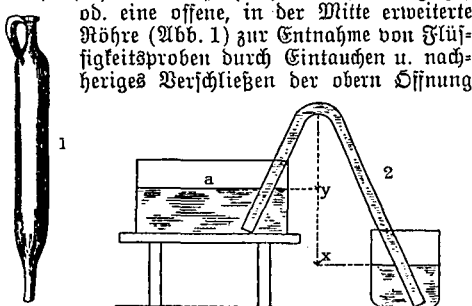 od. eine offene, in der Mitte erweiterte
Röhre (Abb. 1) zur Entnahme von Flüs⸗
sigkeitsproben durch Eintauchen u. nach⸗
heriges Verschließen der obern Öffnung
1
a
2
y
x